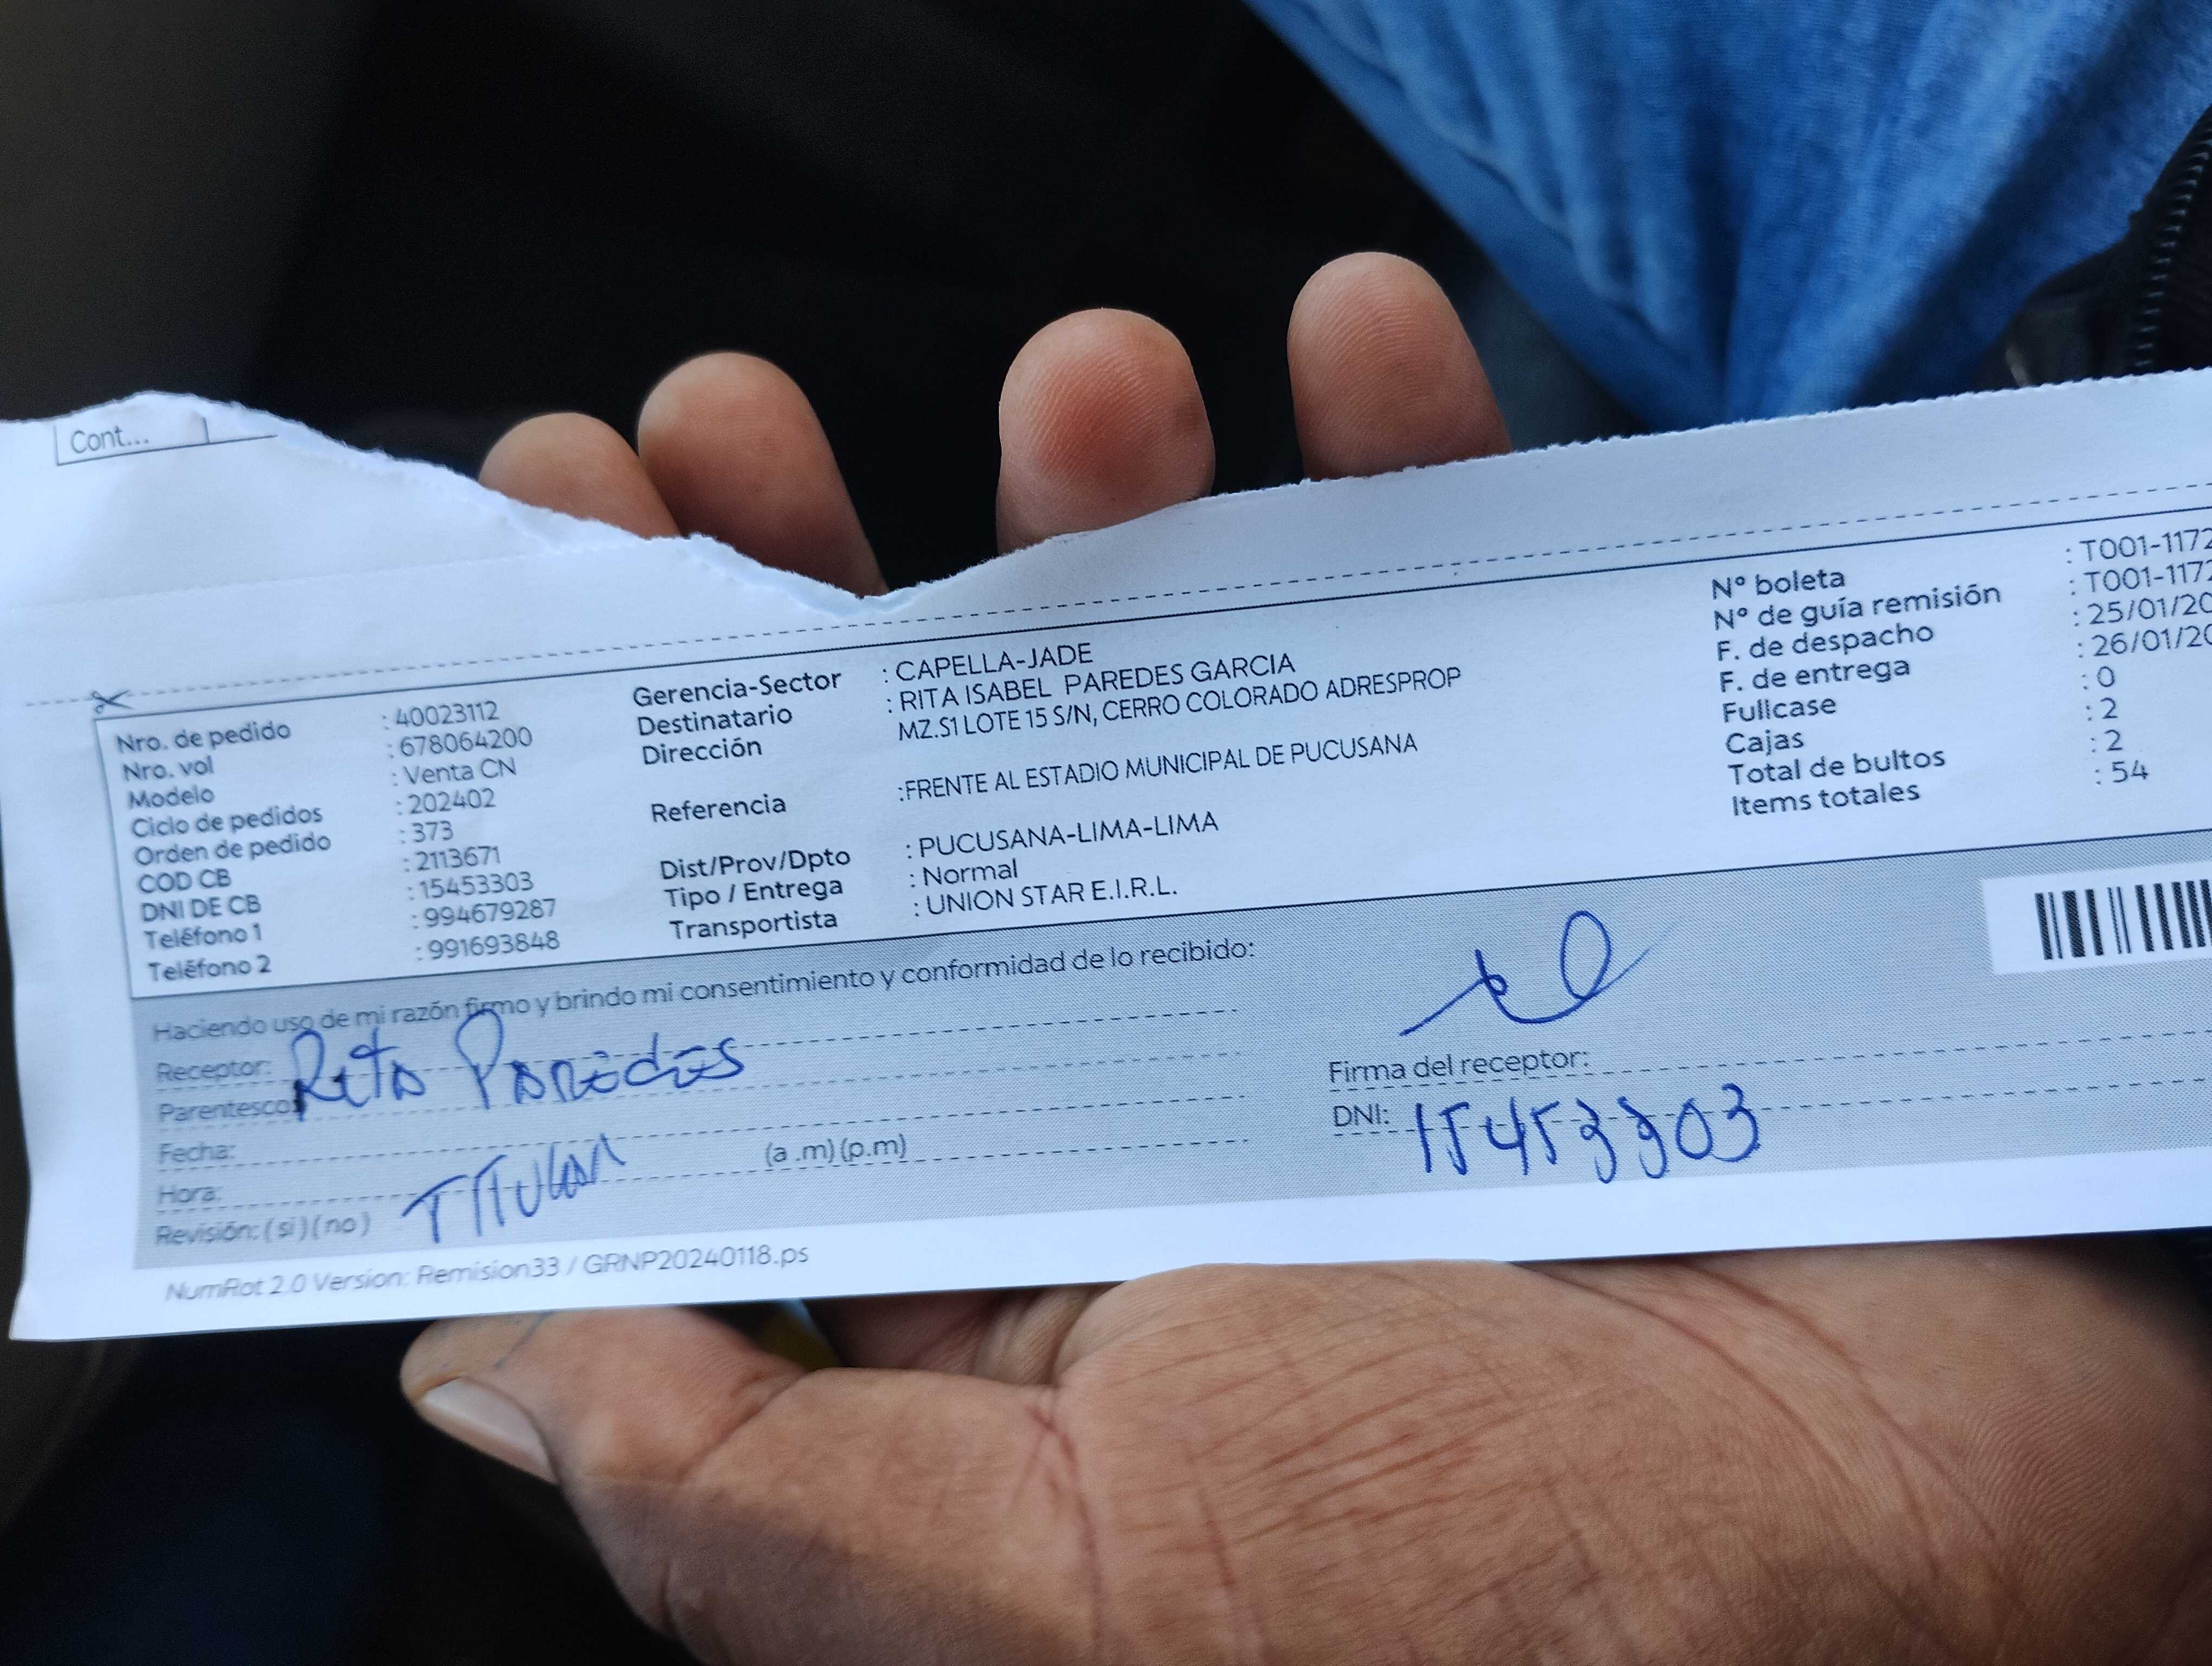 Cont...
Nro. de pedido : 40023112
Nro. vol : 678064200
Modelo : Venta CN
Ciclo de pedidos : 202402
Orden de pedido : 373
COD CB : 2113671
DNI DE CB : 15453303
Teléfono 1 : 994679287
Teléfono 2 : 991693848
Gerencia-Sector : CAPELLA-JADE
Destinatario : RITA ISABEL PAREDES GARCIA
Dirección MZ.S1 LOTE 15 S/N, CERRO COLORADO ADRESPROP
Referencia :FRENTE AL ESTADIO MUNICIPAL DE PUCUSANA
Dist/Prov/Dpto : PUCUSANA-LIMA-LIMA
Tipo / Entrega : Normal
Transportista : UNION STAR E.I.R.L.
N° boleta : T001-1172
N° de guía remisión : T001-1172
F. de despacho : 25/01/20
F. de entrega : 26/01/20
Fullcase : 0
Cajas : 2
Total de bultos : 2
Items totales : 54
Haciendo uso de mi razón firmo y brindo mi consentimiento y conformidad de lo recibido:
Receptor: Rita Paredes
Parentesco:
Fecha:
Hora: (a .m) (p.m)
Revisión: ( si ) ( no ) TITULAR
Firma del receptor:
DNI: 15453303
NumRot 2.0 Version: Remision33 / GRNP20240118.ps